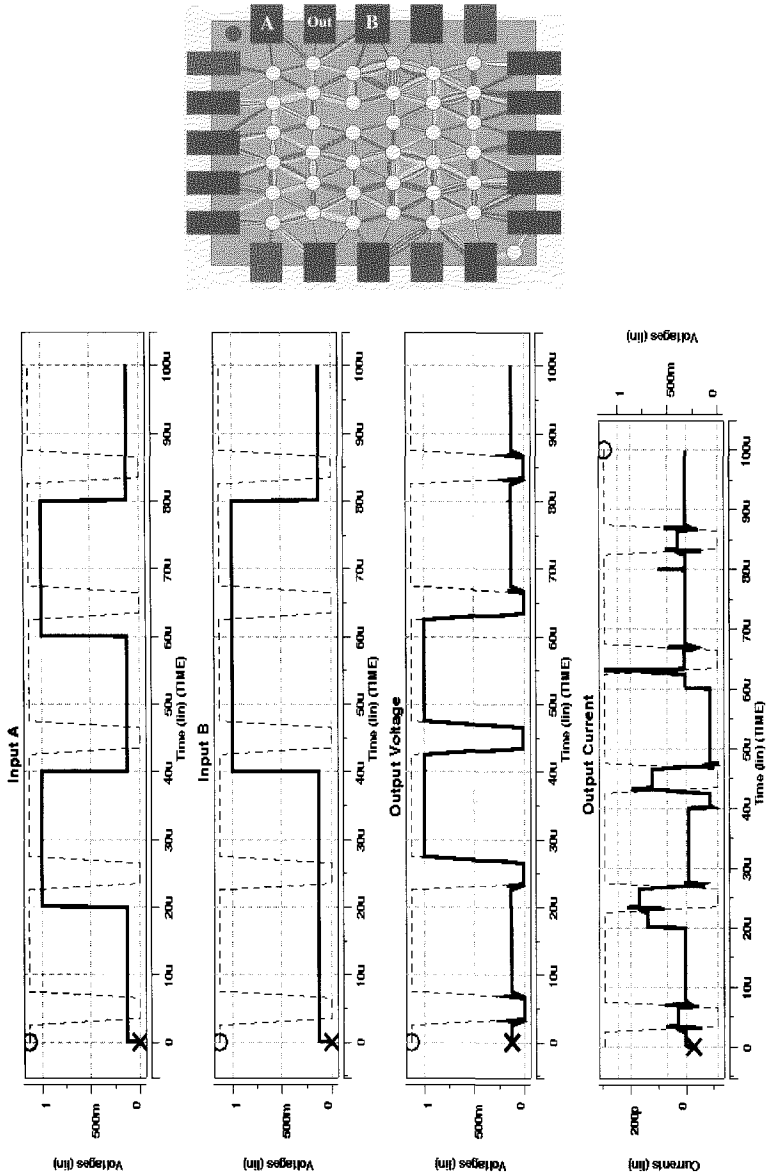 A Out B
Input A
Voltages (lin)
1
500m
0
0 10u 20u 30u 40u 50u 60u 70u 80u 90u 100u
Time (lin) (TIME)
Input B
Voltages (lin)
1
500m
0
0 10u 20u 30u 40u 50u 60u 70u 80u 90u 100u
Time (lin) (TIME)
Output Voltage
Voltages (lin)
1
500m
0
0 10u 20u 30u 40u 50u 60u 70u 80u 90u 100u
Time (lin) (TIME)
Output Current
Currents (lin)
200p
0
Voltages (lin)
1
500m
0
0 10u 20u 30u 40u 50u 60u 70u 80u 90u 100u
Time (lin) (TIME)